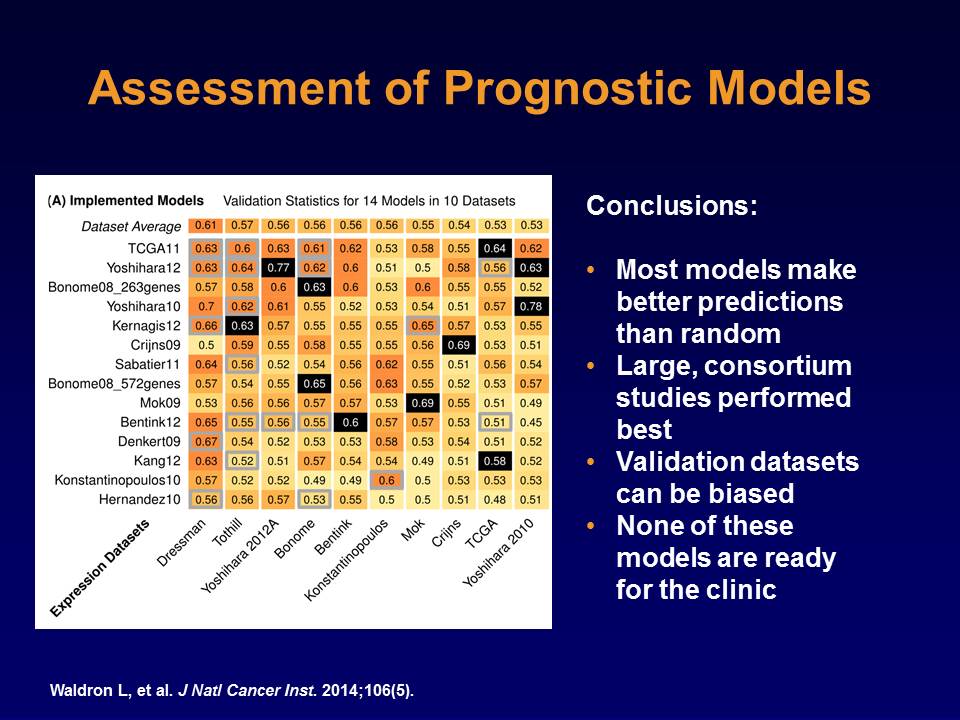 Assessment of Prognostic Models
(A) Implemented Models Validation Statistics for 14 Models in 10 Datasets
Dataset Average 0.61 0.57 0.56 0.56 0.56 0.56 0.55 0.54 0.53 0.53
TCGA11 0.63 0.6 0.63 0.61 0.62 0.53 0.58 0.55 0.64 0.62
Yoshihara12 0.63 0.64 0.77 0.62 0.6 0.51 0.5 0.58 0.56 0.63
Bonome08_263genes 0.57 0.58 0.6 0.63 0.6 0.53 0.6 0.55 0.55 0.52
Yoshihara10 0.7 0.62 0.61 0.55 0.52 0.53 0.54 0.51 0.57 0.78
Kernagis12 0.66 0.63 0.57 0.55 0.55 0.55 0.65 0.57 0.53 0.55
Crijns09 0.5 0.59 0.55 0.58 0.55 0.55 0.55 0.69 0.53 0.51
Sabatier11 0.64 0.56 0.52 0.54 0.56 0.62 0.55 0.51 0.56 0.54
Bonome08_572genes 0.57 0.54 0.55 0.65 0.56 0.63 0.55 0.52 0.53 0.57
Mok09 0.53 0.56 0.56 0.57 0.57 0.53 0.69 0.55 0.51 0.49
Bentink12 0.65 0.55 0.56 0.55 0.6 0.57 0.57 0.53 0.51 0.45
Denkert09 0.67 0.54 0.52 0.53 0.53 0.58 0.53 0.54 0.51 0.52
Kang12 0.63 0.52 0.51 0.57 0.54 0.54 0.49 0.51 0.58 0.52
Konstantinopoulos10 0.57 0.52 0.52 0.49 0.49 0.6 0.5 0.53 0.53 0.53
Hernandez10 0.56 0.56 0.57 0.53 0.55 0.5 0.5 0.51 0.48 0.51
Expression Datasets Dressman Tothill Yoshihara 2012A Bonome Bentink Konstantinopoulos Mok Crijns TCGA Yoshihara 2010
Conclusions:
• Most models make
better predictions
than random
• Large, consortium
studies performed
best
• Validation datasets
can be biased
• None of these
models are ready
for the clinic
Waldron L, et al. J Natl Cancer Inst. 2014;106(5).